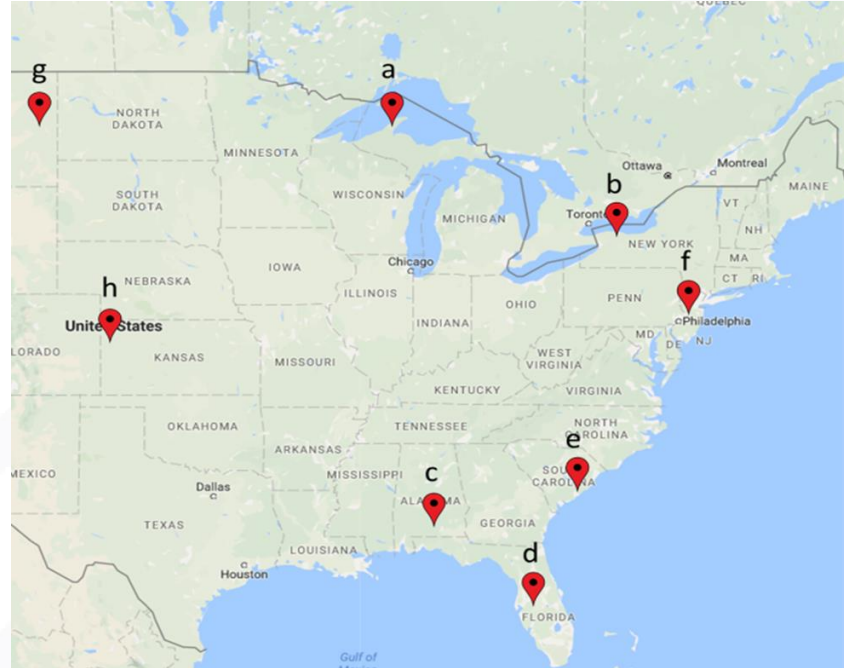 QUEBEC
g
a
NORTH
DAKOTA
MINNESOTA
Ottawa
Montreal
MAINE
b
SOUTH
DAKOTA
WISCONSIN
MICHIGAN
Toronto
VT
NH
NEW YORK
MA
CT RI
Chicago
IOWA
NEBRASKA
f
h
ILLINOIS
OHIO
PENN
INDIANA
United States
Philadelphia
MD
DE
NJ
LORADO
KANSAS
MISSOURI
WEST
VIRGINIA
KENTUCKY
VIRGINIA
TENNESSEE
NORTH
CAROLINA
OKLAHOMA
ARKANSAS
e
MEXICO
MISSISSIPPI
c
SOUTH
CAROLINA
Dallas
ALABAMA
TEXAS
GEORGIA
LOUISIANA
d
Houston
FLORIDA
Gulf of